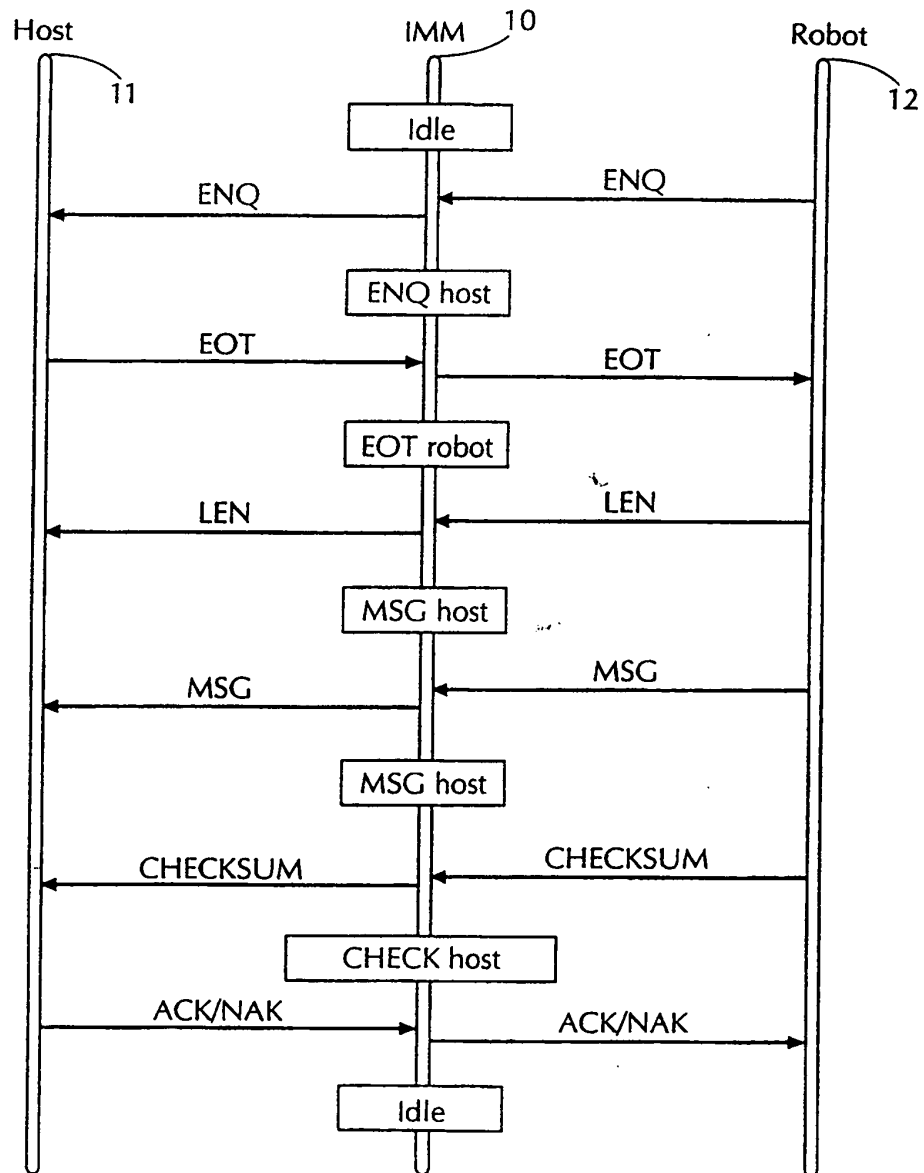 Host IMM 10 Robot
11 12
Idle
ENQ ENQ
ENQ host
EOT EOT
EOT robot
LEN LEN
MSG host
MSG MSG
MSG host
CHECKSUM CHECKSUM
CHECK host
ACK/NAK ACK/NAK
Idle